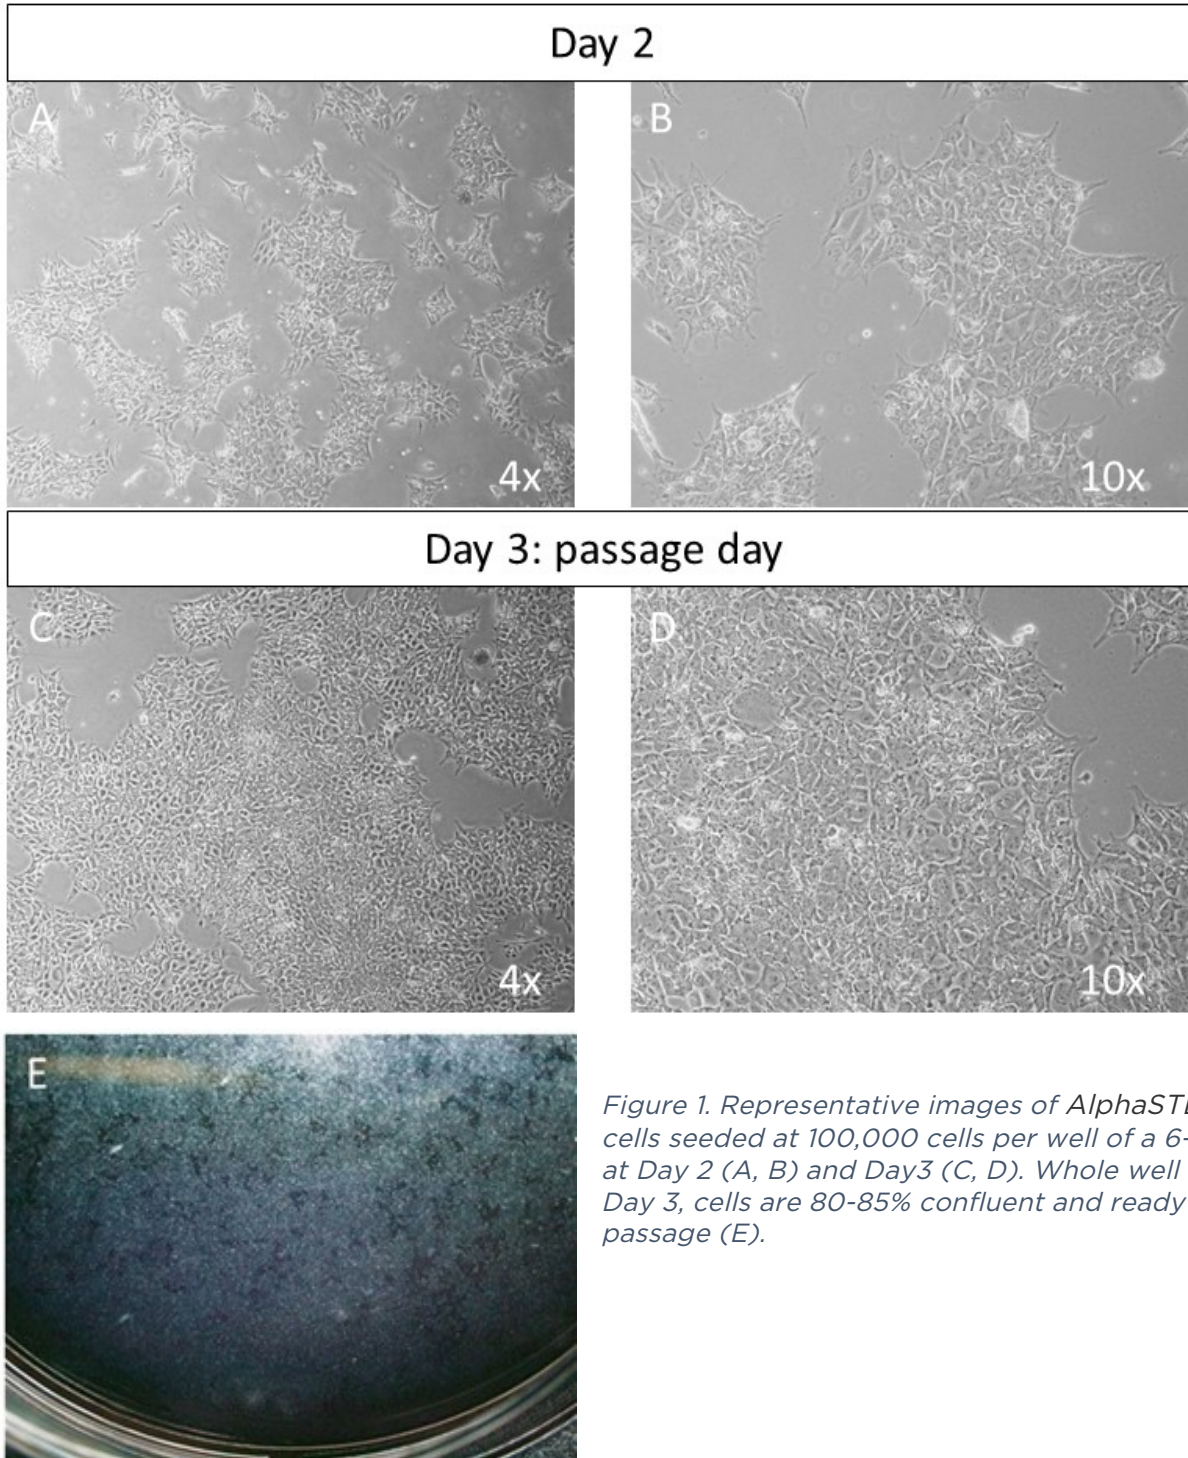 Day 2
A
B
4x
10x
Day 3: passage day
C
D
4x
10x
E
Figure 1. Representative images of
cells seeded at 100,000 cells per well of a
at Day 2 (A, B) and Day3 (C, D). Whole well
Day 3, cells are 80-85% confluent and ready
passage (E).